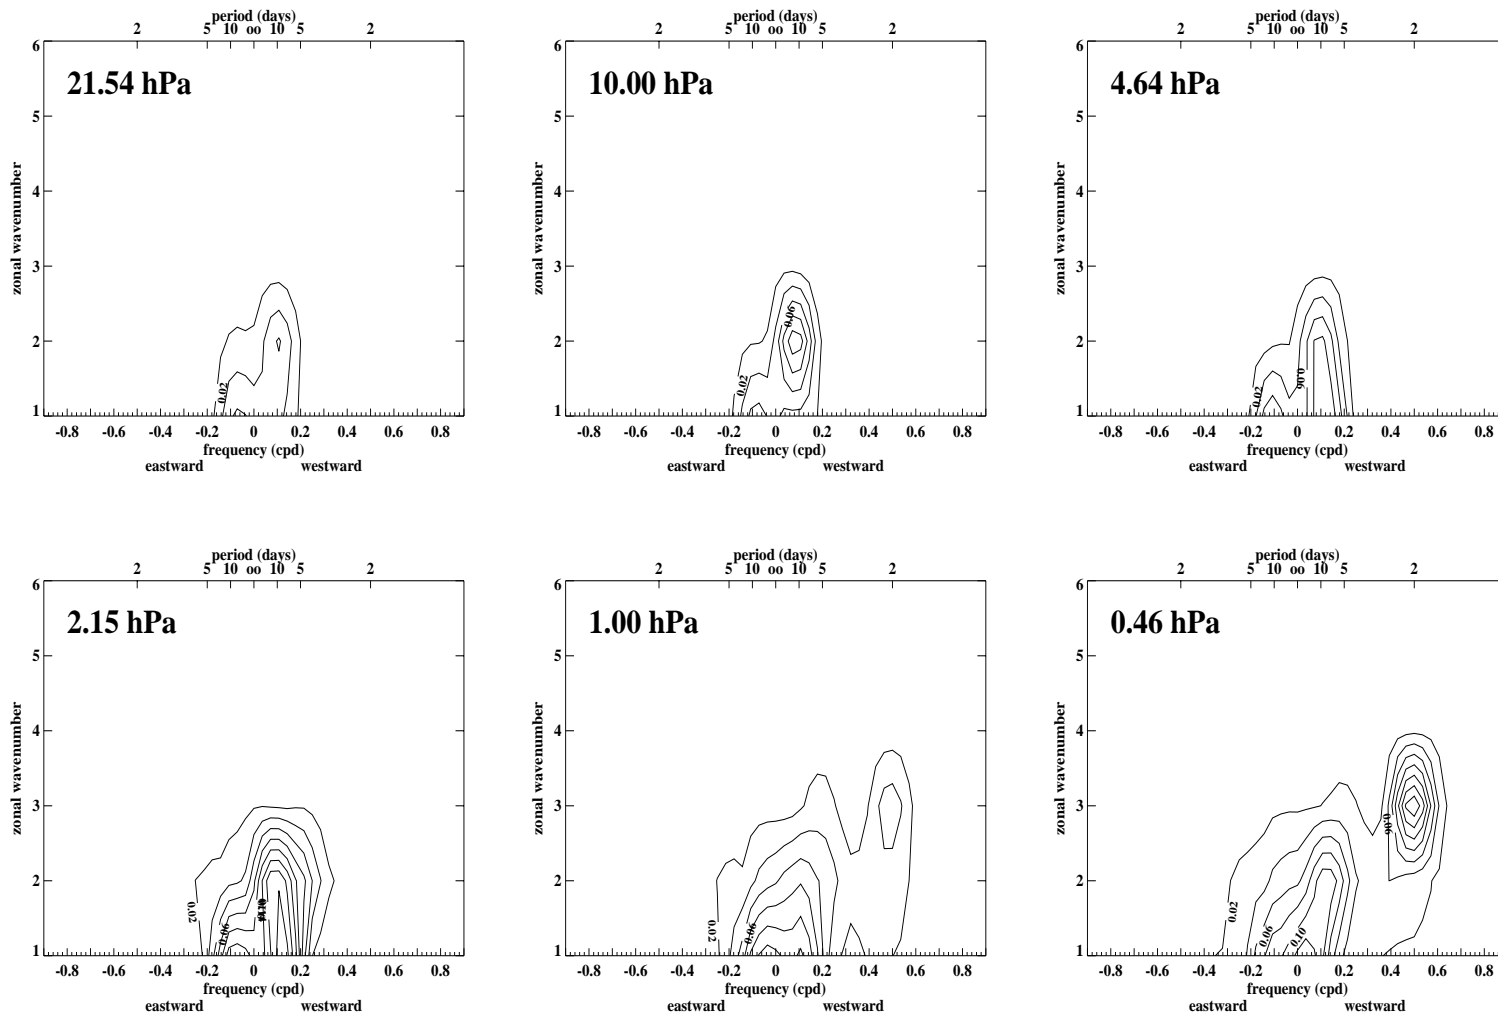 period (days)
2 5 10 oo 10 5 2
6
21.54 hPa
5
4
zonal wavenumber
3
2
0.02
1
-0.8 -0.6 -0.4 -0.2 0 0.2 0.4 0.6 0.8
frequency (cpd)
eastward westward
period (days)
2 5 10 oo 10 5 2
6
10.00 hPa
5
4
zonal wavenumber
3
0.06
2
0.02
1
-0.8 -0.6 -0.4 -0.2 0 0.2 0.4 0.6 0.8
frequency (cpd)
eastward westward
period (days)
2 5 10 oo 10 5 2
6
4.64 hPa
5
4
zonal wavenumber
3
2
0.06
0.02
1
-0.8 -0.6 -0.4 -0.2 0 0.2 0.4 0.6 0.8
frequency (cpd)
eastward westward
period (days)
2 5 10 oo 10 5 2
6
2.15 hPa
5
4
zonal wavenumber
3
2
0.02
0.06
1
-0.8 -0.6 -0.4 -0.2 0 0.2 0.4 0.6 0.8
frequency (cpd)
eastward westward
period (days)
2 5 10 oo 10 5 2
6
1.00 hPa
5
4
zonal wavenumber
3
2
0.02
0.06
1
-0.8 -0.6 -0.4 -0.2 0 0.2 0.4 0.6 0.8
frequency (cpd)
eastward westward
period (days)
2 5 10 oo 10 5 2
6
0.46 hPa
5
4
zonal wavenumber
3
0.06
2
0.02
0.06 0.10
1
-0.8 -0.6 -0.4 -0.2 0 0.2 0.4 0.6 0.8
frequency (cpd)
eastward westward